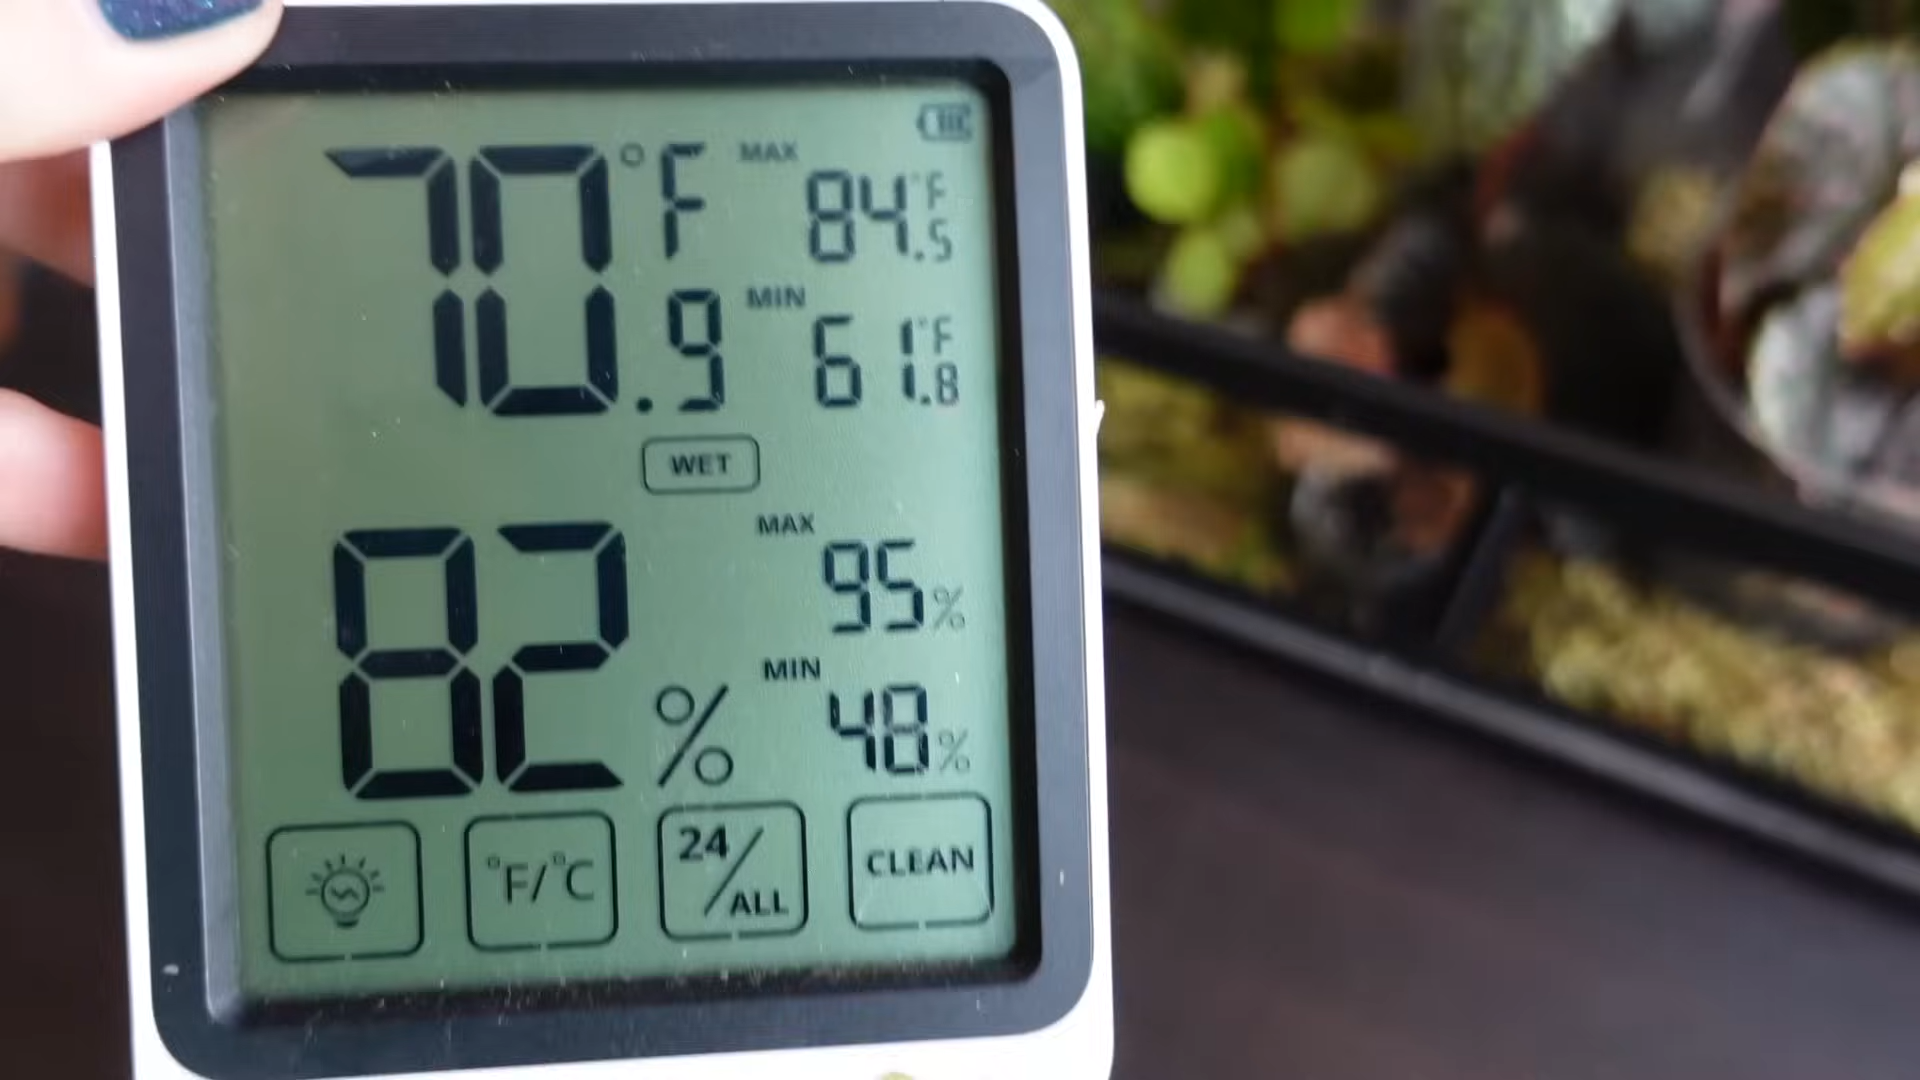 70.9 °F
MAX
84.5 °F
MIN
61.8 °F
WET
82 %
MAX
95 %
MIN
48 %
°F/°C
24/ALL
CLEAN